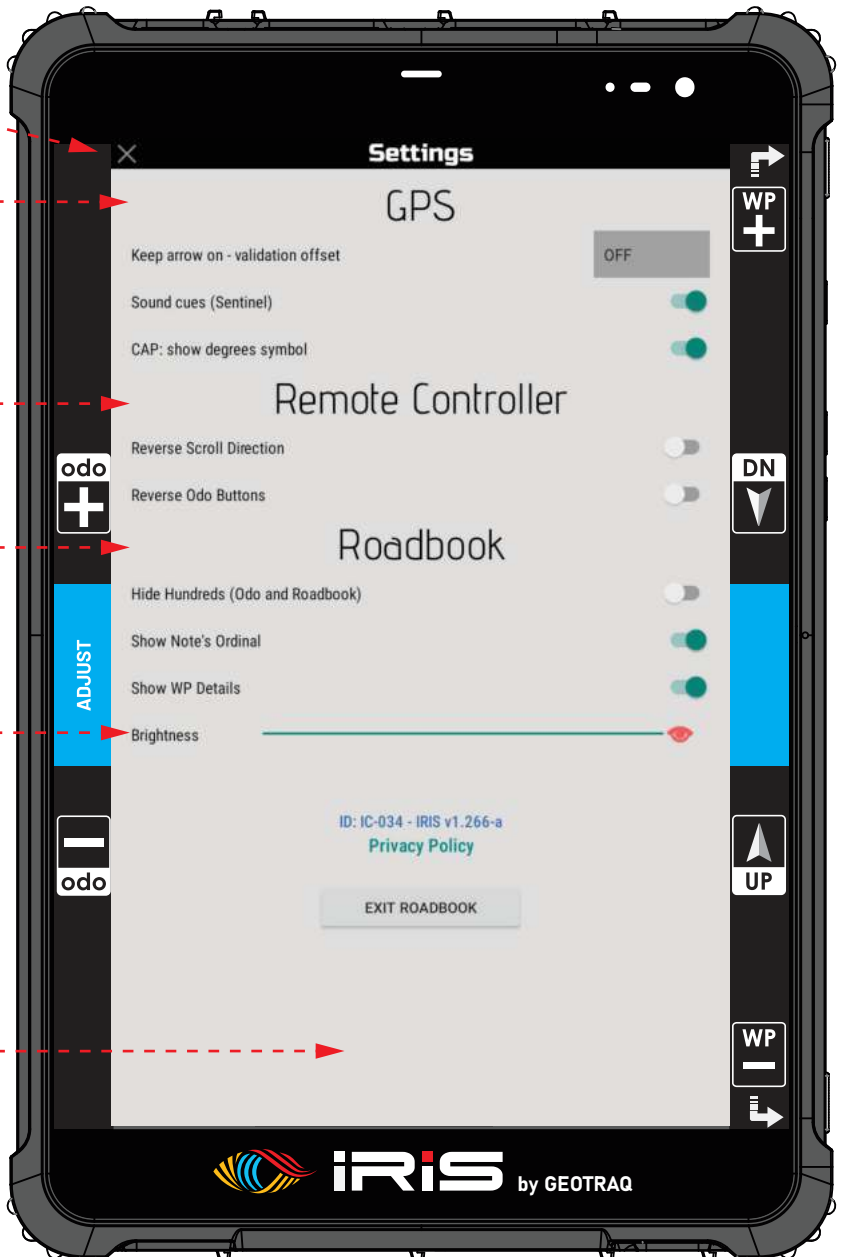 Settings
GPS
WP
Keep arrow on - validation offset OFF
Sound cues (Sentinel)
CAP: show degrees symbol
Remote Controller
Reverse Scroll Direction
odo
DN
Reverse Odo Buttons
Roadbook
Hide Hundreds (Odo and Roadbook)
Show Note's Ordinal
ADJUST
Show WP Details
Brightness
ID: IC-034 - IRIS v1.266-a
Privacy Policy
odo
UP
EXIT ROADBOOK
WP
iRiS by GEOTRAQ